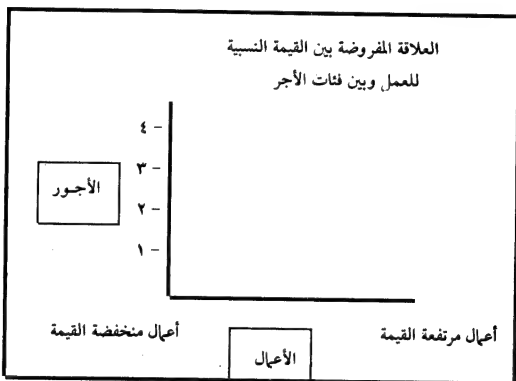 العلاقة المفروضة بين القيمة النسبية
للعمل وبين فئات الأجر
٤ –
٣ –
الأجـور
٢ –
١ –
أعمال مرتفعة القيمة
أعمال منخفضة القيمة
الأعمال